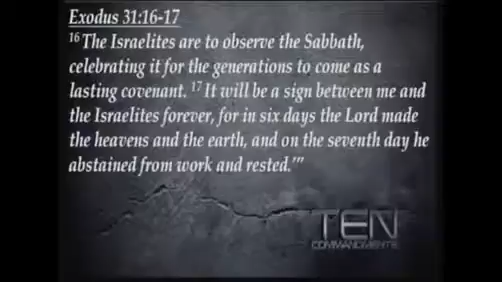 Exodus 31:16-17
16 The Israelites are to observe the Sabbath,
celebrating it for the generations to come as a
lasting covenant. 17 It will be a sign between me and
the Israelites forever, for in six days the Lord made
the heavens and the earth, and on the seventh day he
abstained from work and rested.’”
TEN
COMMANDMENTS